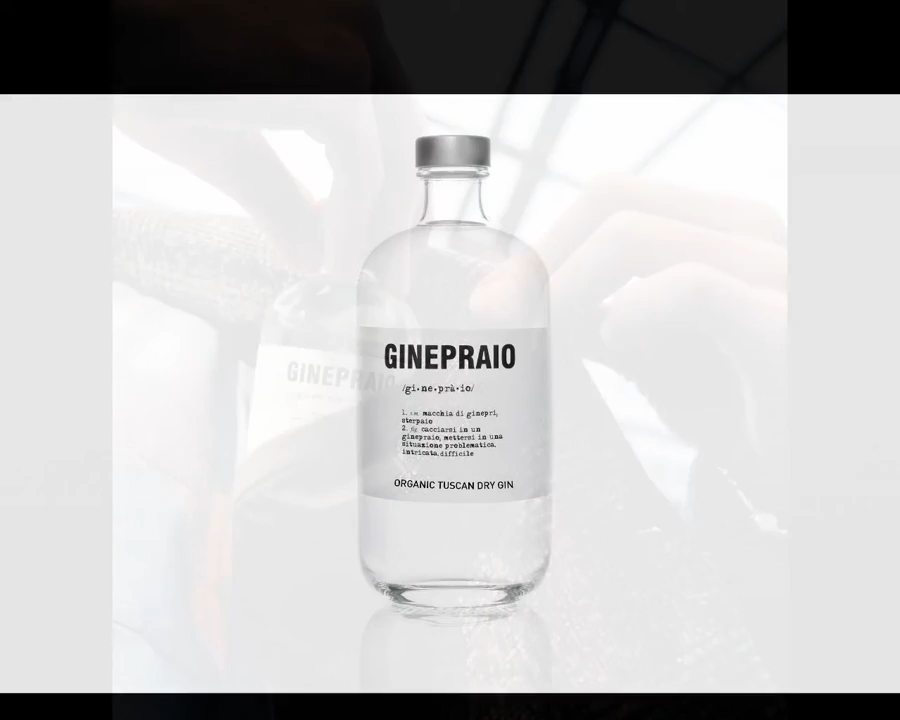 GINEPRAIO
/gi•ne•prà•io/
1. s.m. macchia di ginepri,
sterpaio
2. fig. cacciarsi in un
ginepraio, mettersi in una
situazione problematica,
intricata, difficile
ORGANIC TUSCAN DRY GIN
GINEPRAIO